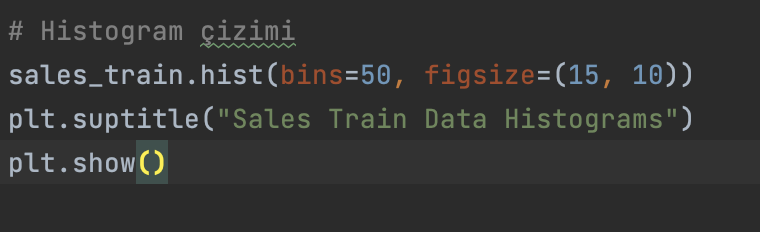 # Histogram çizimi
sales_train.hist(bins=50, figsize=(15, 10))
plt.suptitle("Sales Train Data Histograms")
plt.show()